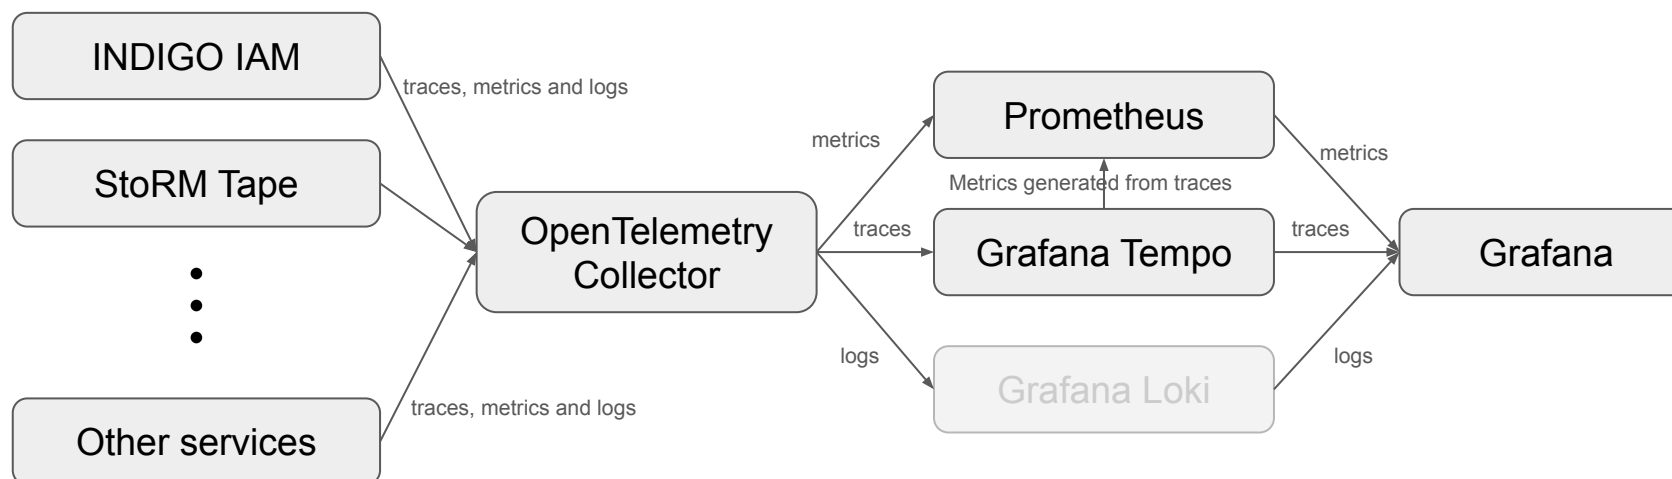 INDIGO IAM
traces, metrics and logs
StoRM Tape
Other services
traces, metrics and logs
OpenTelemetry
Collector
metrics
traces
logs
Prometheus
Metrics generated from traces
Grafana Tempo
Grafana Loki
metrics
traces
logs
Grafana